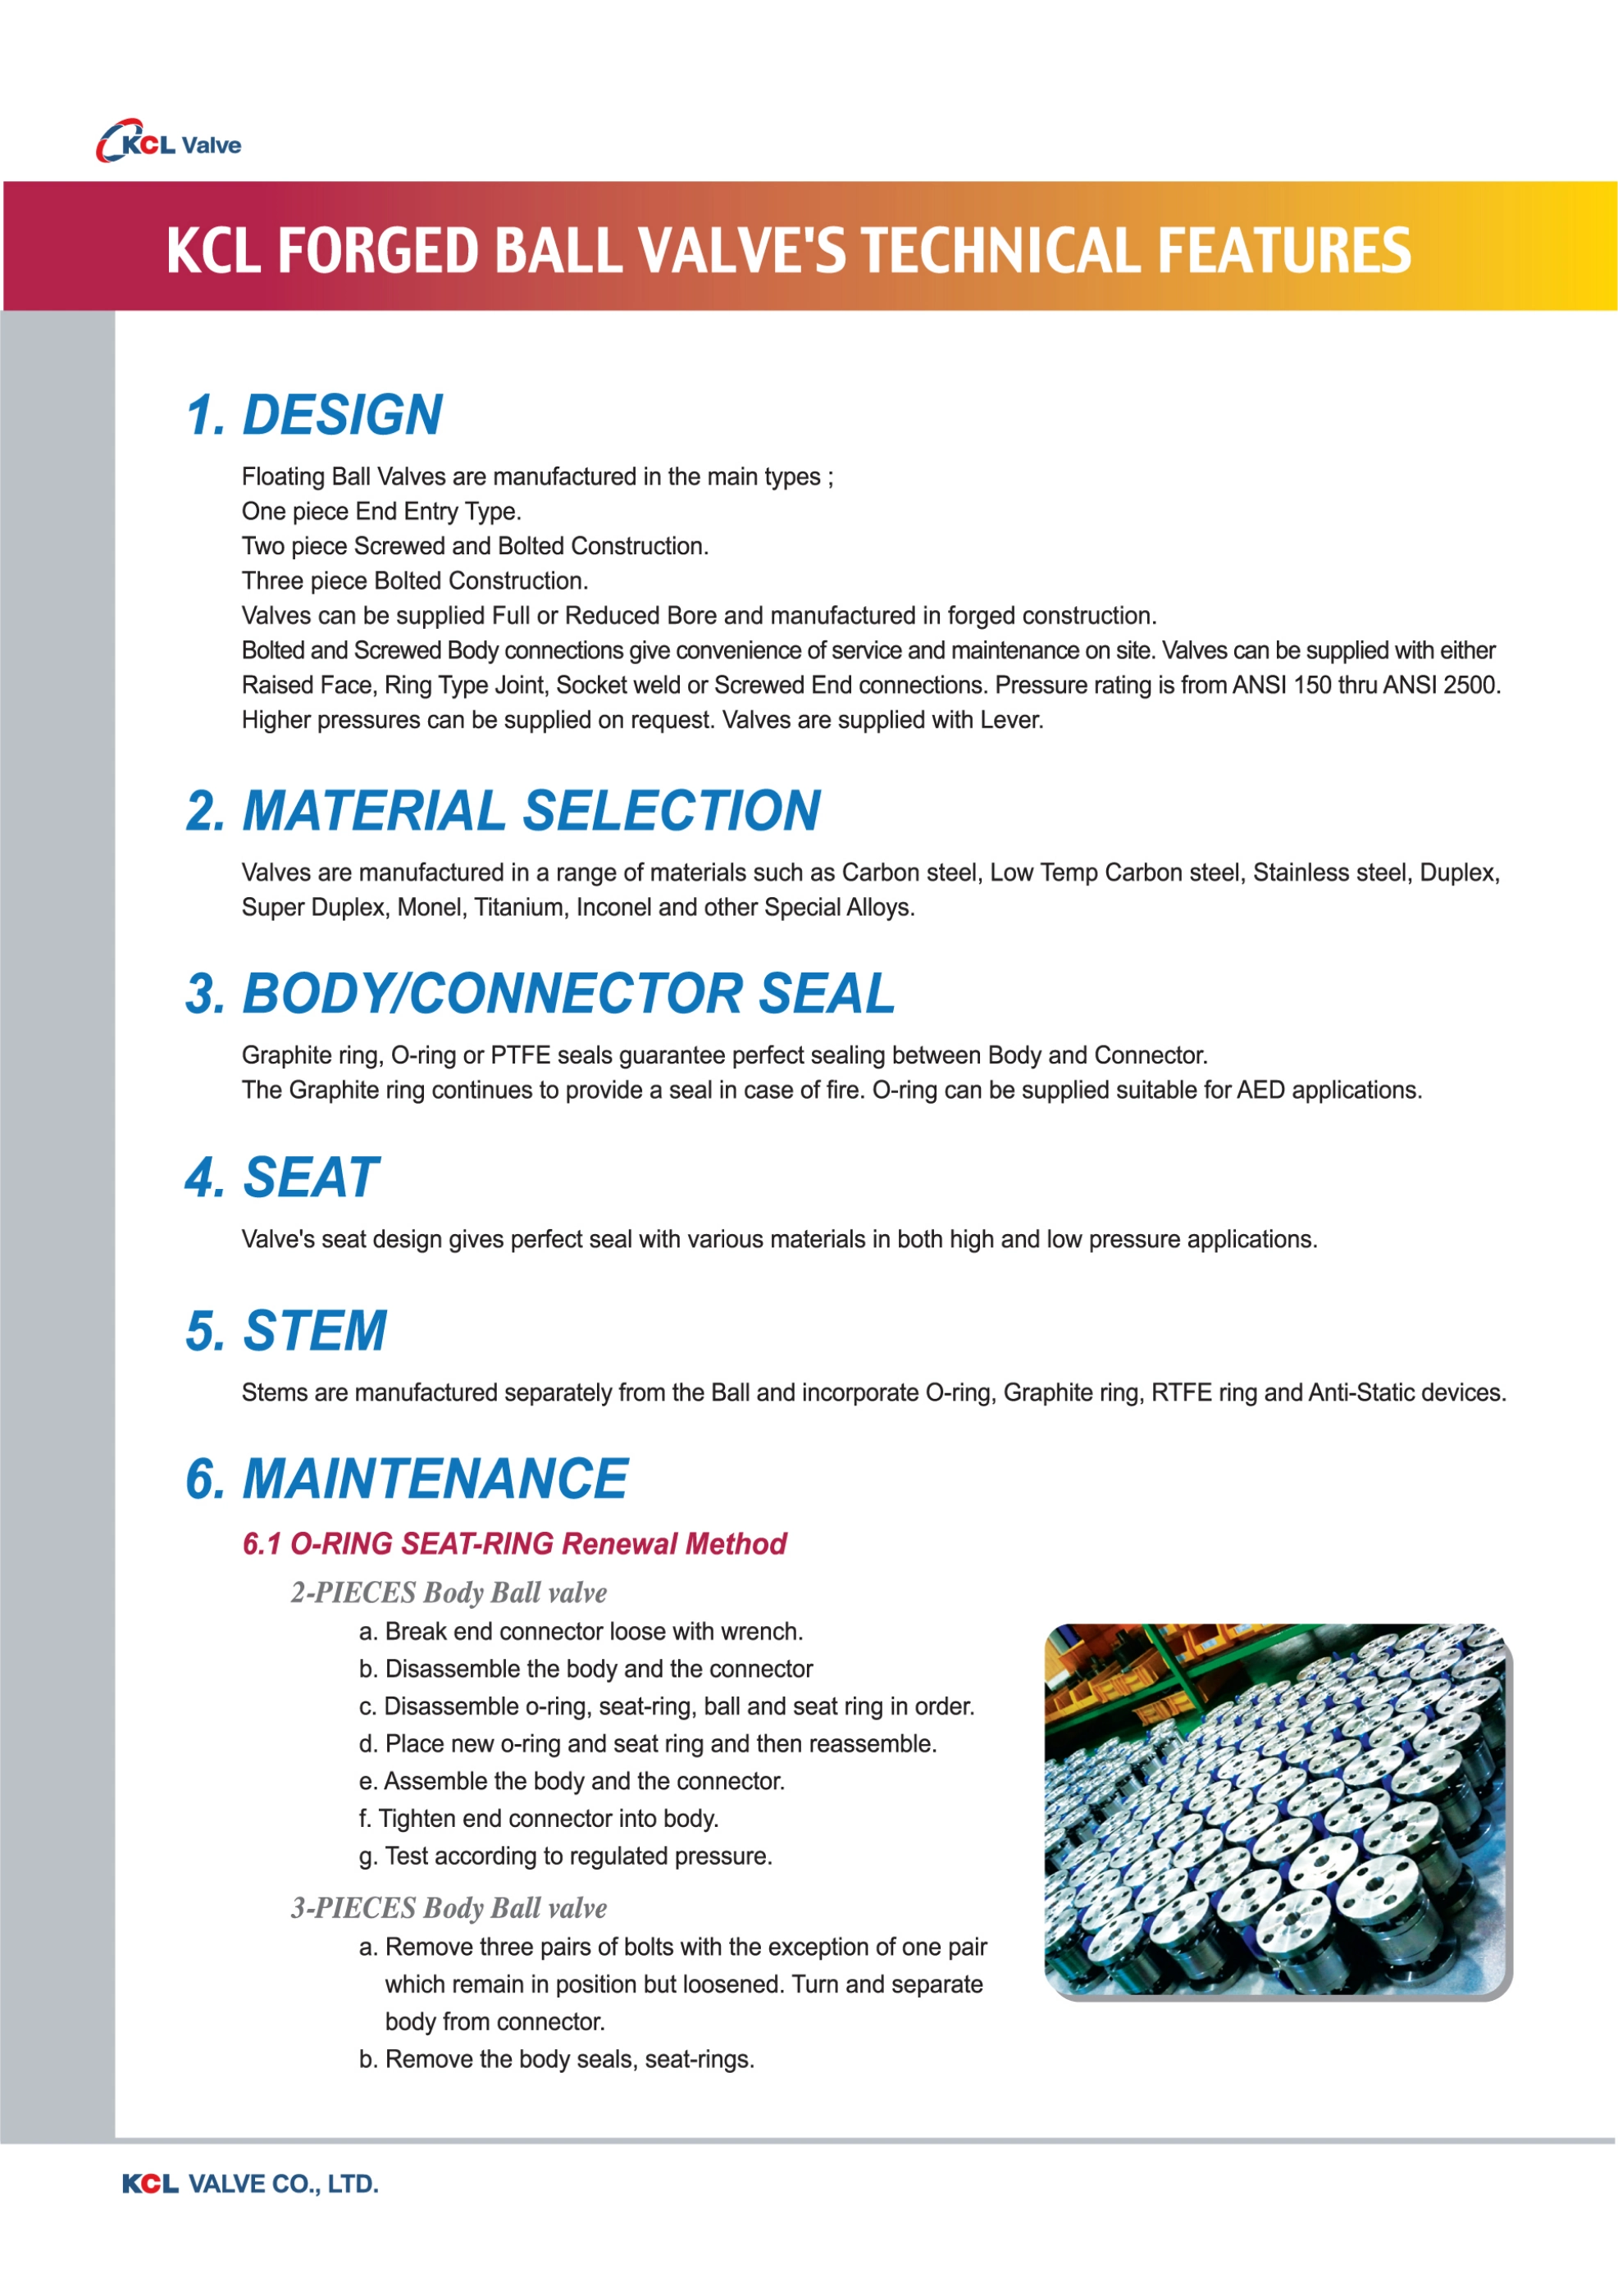 KCL Valve
KCL FORGED BALL VALVE'S TECHNICAL FEATURES
1. DESIGN
Floating Ball Valves are manufactured in the main types ;
One piece End Entry Type.
Two piece Screwed and Bolted Construction.
Three piece Bolted Construction.
Valves can be supplied Full or Reduced Bore and manufactured in forged construction.
Bolted and Screwed Body connections give convenience of service and maintenance on site. Valves can be supplied with either
Raised Face, Ring Type Joint, Socket weld or Screwed End connections. Pressure rating is from ANSI 150 thru ANSI 2500.
Higher pressures can be supplied on request. Valves are supplied with Lever.
2. MATERIAL SELECTION
Valves are manufactured in a range of materials such as Carbon steel, Low Temp Carbon steel, Stainless steel, Duplex,
Super Duplex, Monel, Titanium, Inconel and other Special Alloys.
3. BODY/CONNECTOR SEAL
Graphite ring, O-ring or PTFE seals guarantee perfect sealing between Body and Connector.
The Graphite ring continues to provide a seal in case of fire. O-ring can be supplied suitable for AED applications.
4. SEAT
Valve's seat design gives perfect seal with various materials in both high and low pressure applications.
5. STEM
Stems are manufactured separately from the Ball and incorporate O-ring, Graphite ring, RTFE ring and Anti-Static devices.
6. MAINTENANCE
6.1 O-RING SEAT-RING Renewal Method
2-PIECES Body Ball valve
a. Break end connector loose with wrench.
b. Disassemble the body and the connector
c. Disassemble o-ring, seat-ring, ball and seat ring in order.
d. Place new o-ring and seat ring and then reassemble.
e. Assemble the body and the connector.
f. Tighten end connector into body.
g. Test according to regulated pressure.
3-PIECES Body Ball valve
a. Remove three pairs of bolts with the exception of one pair
which remain in position but loosened. Turn and separate
body from connector.
b. Remove the body seals, seat-rings.
KCL VALVE CO., LTD.